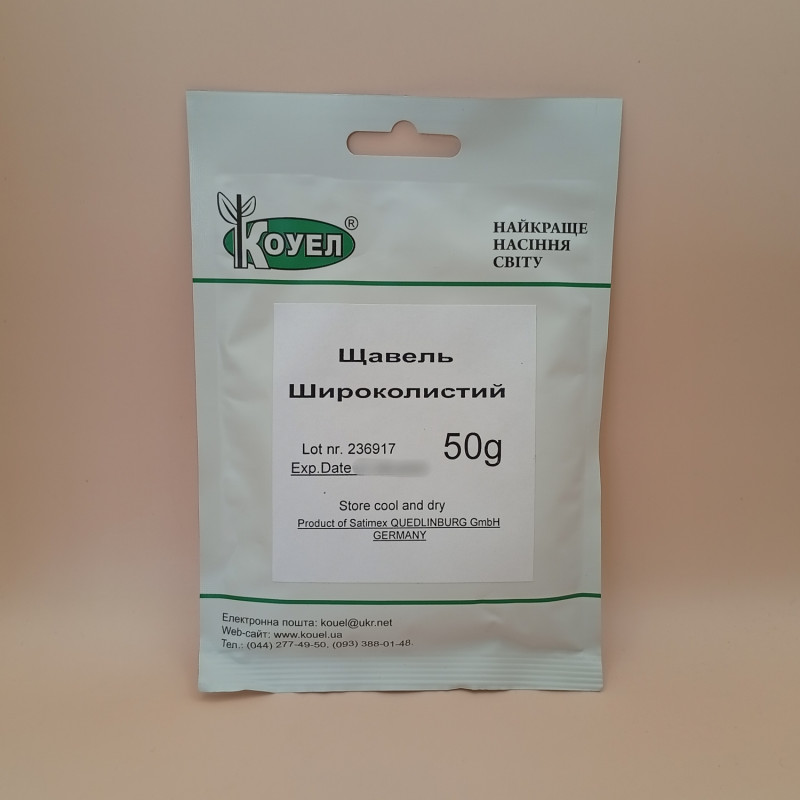 КОУЕЛ®
НАЙКРАЩЕ
НАСІННЯ
СВІТУ
Щавель
Широколистий
Lot nr. 236917
50g
Exp.Date
Store cool and dry
Product of Satimex QUEDLINBURG GmbH
GERMANY
Електронна пошта: kouel@ukr.net
Web-сайт: www.kouel.ua
Тел.: (044) 277-49-50, (093) 388-01-48.